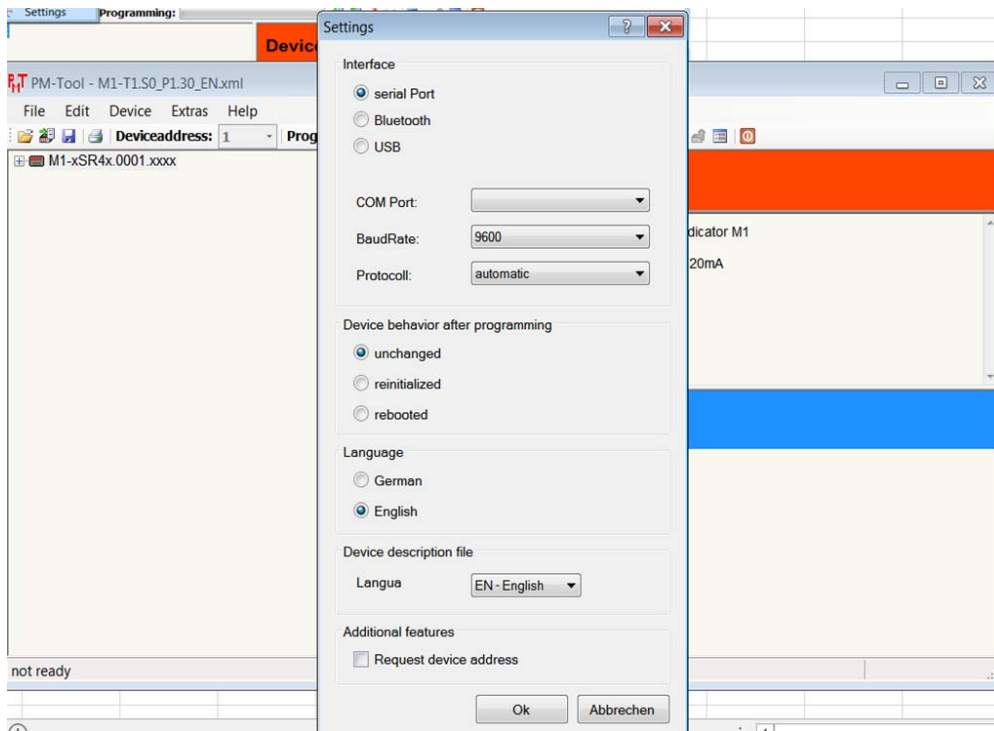 Settings Programming:
Device
PM-Tool - M1-T1.S0_P1.30_EN.xml
File Edit Device Extras Help
Deviceaddress: 1 Prog
M1-xSR4x.0001.xxxx
not ready
Settings
Interface
serial Port
Bluetooth
USB
COM Port:
BaudRate: 9600
Protocoll: automatic
Device behavior after programming
unchanged
reinitialized
rebooted
Language
German
English
Device description file
Langua EN - English
Additional features
Request device address
Ok Abbrechen
dicator M1
20mA